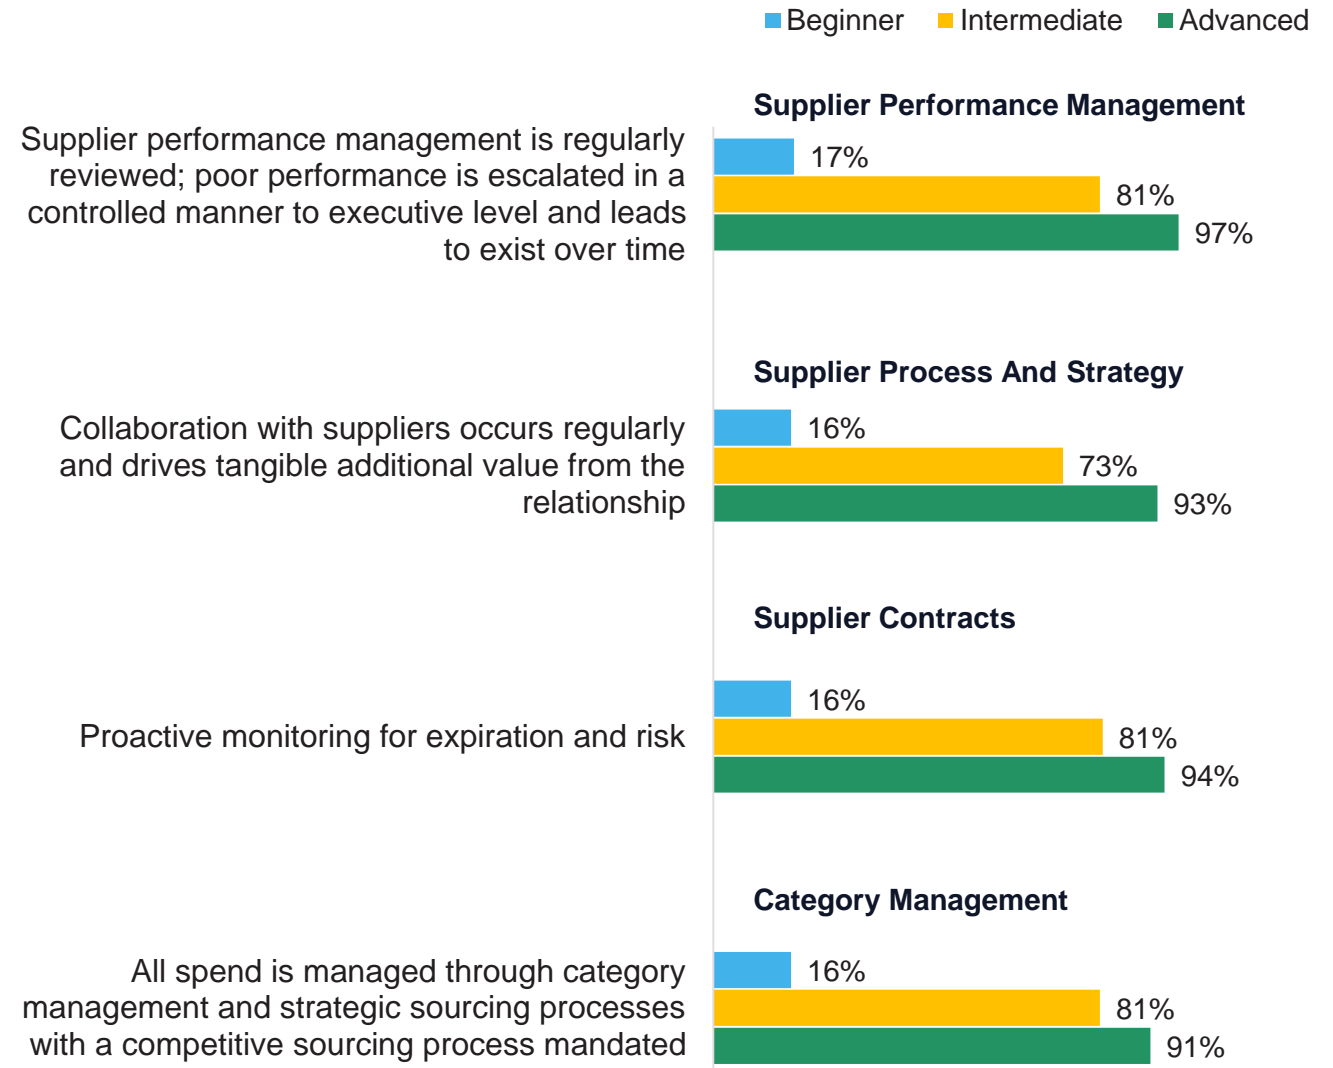 Beginner Intermediate Advanced
Supplier Performance Management
Supplier performance management is regularly
reviewed; poor performance is escalated in a
controlled manner to executive level and leads
to exist over time
17%
81%
97%
Supplier Process And Strategy
Collaboration with suppliers occurs regularly
and drives tangible additional value from the
relationship
16%
73%
93%
Supplier Contracts
Proactive monitoring for expiration and risk
16%
81%
94%
Category Management
All spend is managed through category
management and strategic sourcing processes
with a competitive sourcing process mandated
16%
81%
91%